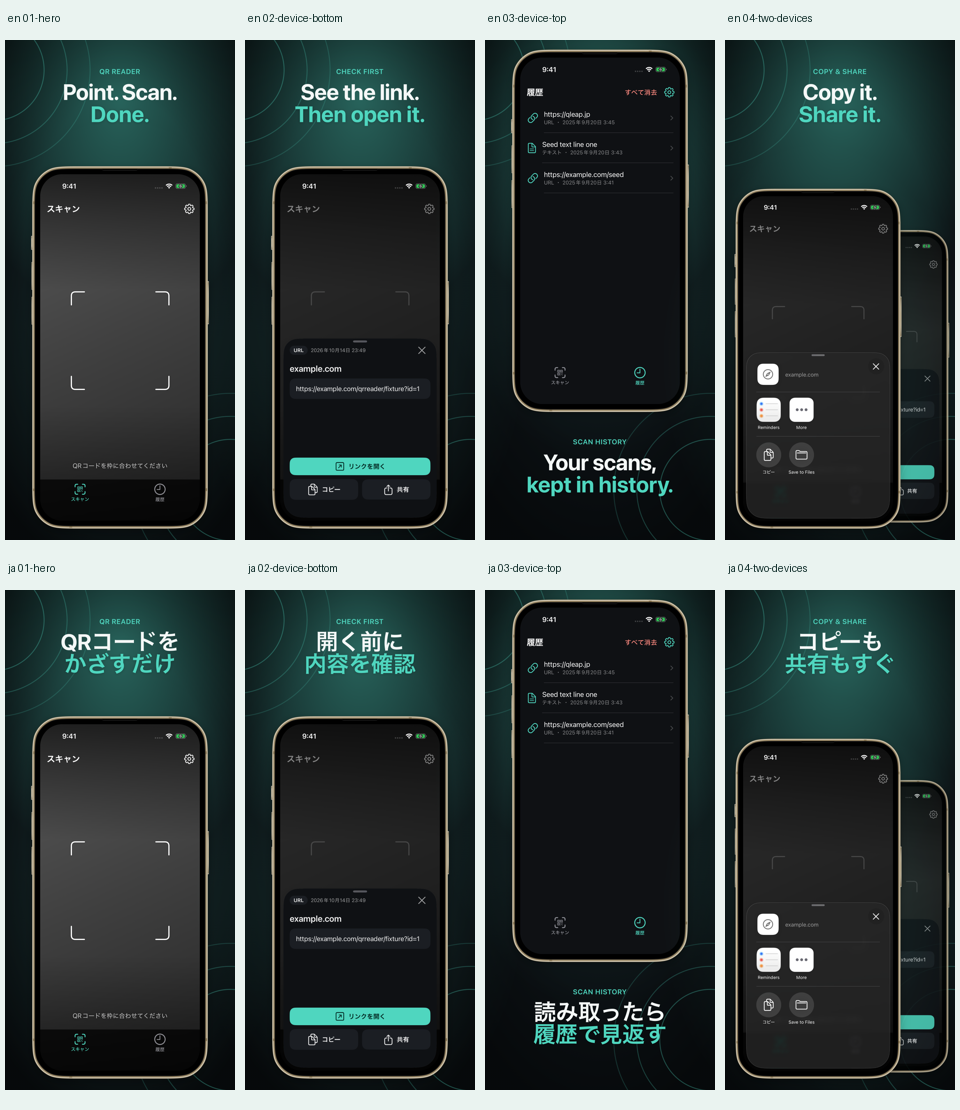 en 01-hero
QR READER
Point. Scan.
Done.
9:41
スキャン
QRコードを枠に合わせてください
スキャン
履歴
en 02-device-bottom
CHECK FIRST
See the link.
Then open it.
9:41
スキャン
URL
2026年10月14日 23:49
example.com
https://example.com/qrreader/fixture?id=1
リンクを開く
コピー
共有
en 03-device-top
9:41
履歴
すべて消去
https://qleap.jp
URL ・ 2025年9月20日 3:45
Seed text line one
テキスト ・ 2025年9月20日 3:43
https://example.com/seed
URL ・ 2025年9月20日 3:41
スキャン
履歴
SCAN HISTORY
Your scans,
kept in history.
en 04-two-devices
COPY & SHARE
Copy it.
Share it.
9:41
スキャン
example.com
Reminders
More
コピー
Save to Files
xture?id=1
共有
ja 01-hero
QR READER
QRコードを
かざすだけ
9:41
スキャン
QRコードを枠に合わせてください
スキャン
履歴
ja 02-device-bottom
CHECK FIRST
開く前に
内容を確認
9:41
スキャン
URL
2026年10月14日 23:49
example.com
https://example.com/qrreader/fixture?id=1
リンクを開く
コピー
共有
ja 03-device-top
9:41
履歴
すべて消去
https://qleap.jp
URL ・ 2025年9月20日 3:45
Seed text line one
テキスト ・ 2025年9月20日 3:43
https://example.com/seed
URL ・ 2025年9月20日 3:41
スキャン
履歴
SCAN HISTORY
読み取ったら
履歴で見返す
ja 04-two-devices
COPY & SHARE
コピーも
共有もすぐ
9:41
スキャン
example.com
Reminders
More
コピー
Save to Files
xture?id=1
共有